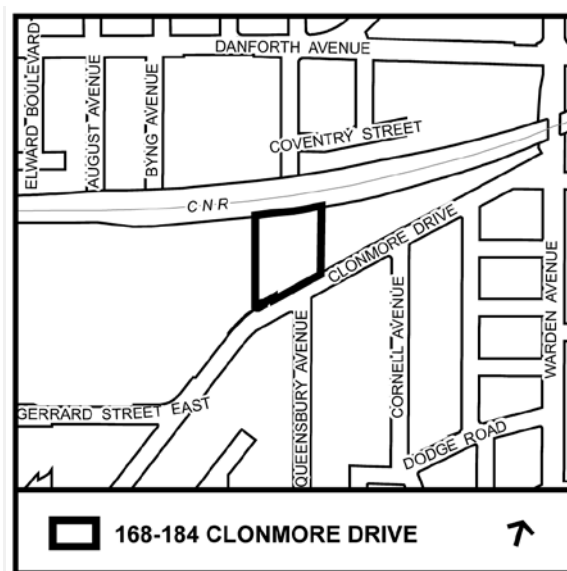 DANFORTH AVENUE
ELWARD BOULEVARD
AUGUST AVENUE
BYNG AVENUE
COVENTRY STREET
CNR
CLONMORE DRIVE
WARDEN AVENUE
CORNELL AVENUE
QUEENSBURY AVENUE
GERRARD STREET EAST
DODGE ROAD
168-184 CLONMORE DRIVE